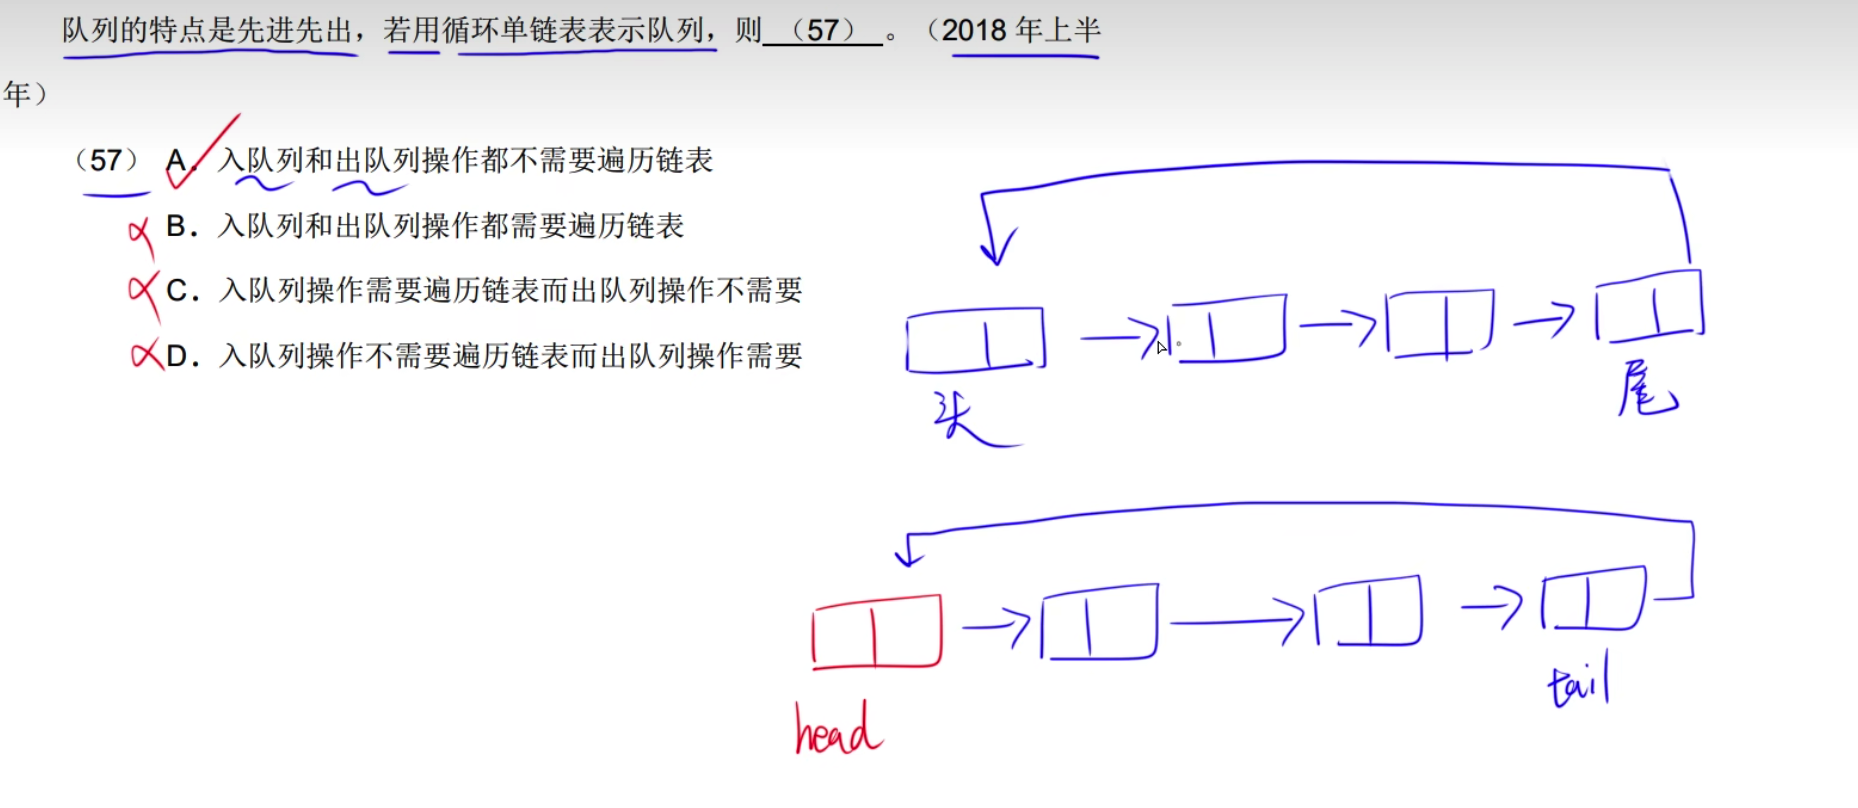 队列的特点是先进先出，若用循环单链表表示队列，则（57）。（2018 年上半
年）
（57） A．入队列和出队列操作都不需要遍历链表
B．入队列和出队列操作都需要遍历链表
C．入队列操作需要遍历链表而出队列操作不需要
D．入队列操作不需要遍历链表而出队列操作需要
头
尾
head
tail